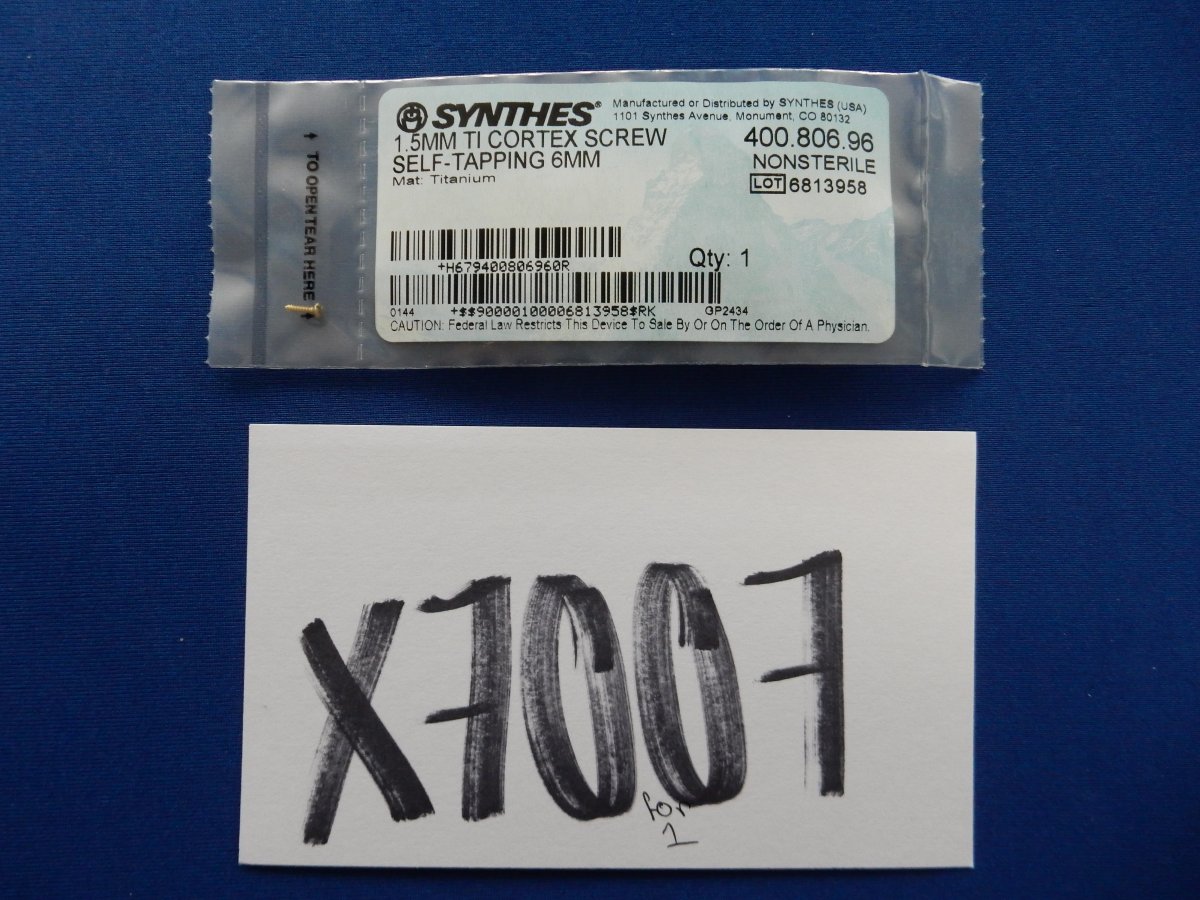 SYNTHES® Manufactured or Distributed by SYNTHES (USA)
1101 Synthes Avenue, Monument, CO 80132
1.5MM TI CORTEX SCREW 400.806.96
SELF-TAPPING 6MM NONSTERILE
Mat: Titanium LOT 6813958
TO OPEN TEAR HERE
+H679400806960R Qty: 1
0144 +$$90000100006813958$RK GP2434
CAUTION: Federal Law Restricts This Device To Sale By Or On The Order Of A Physician.
X7007
for
1